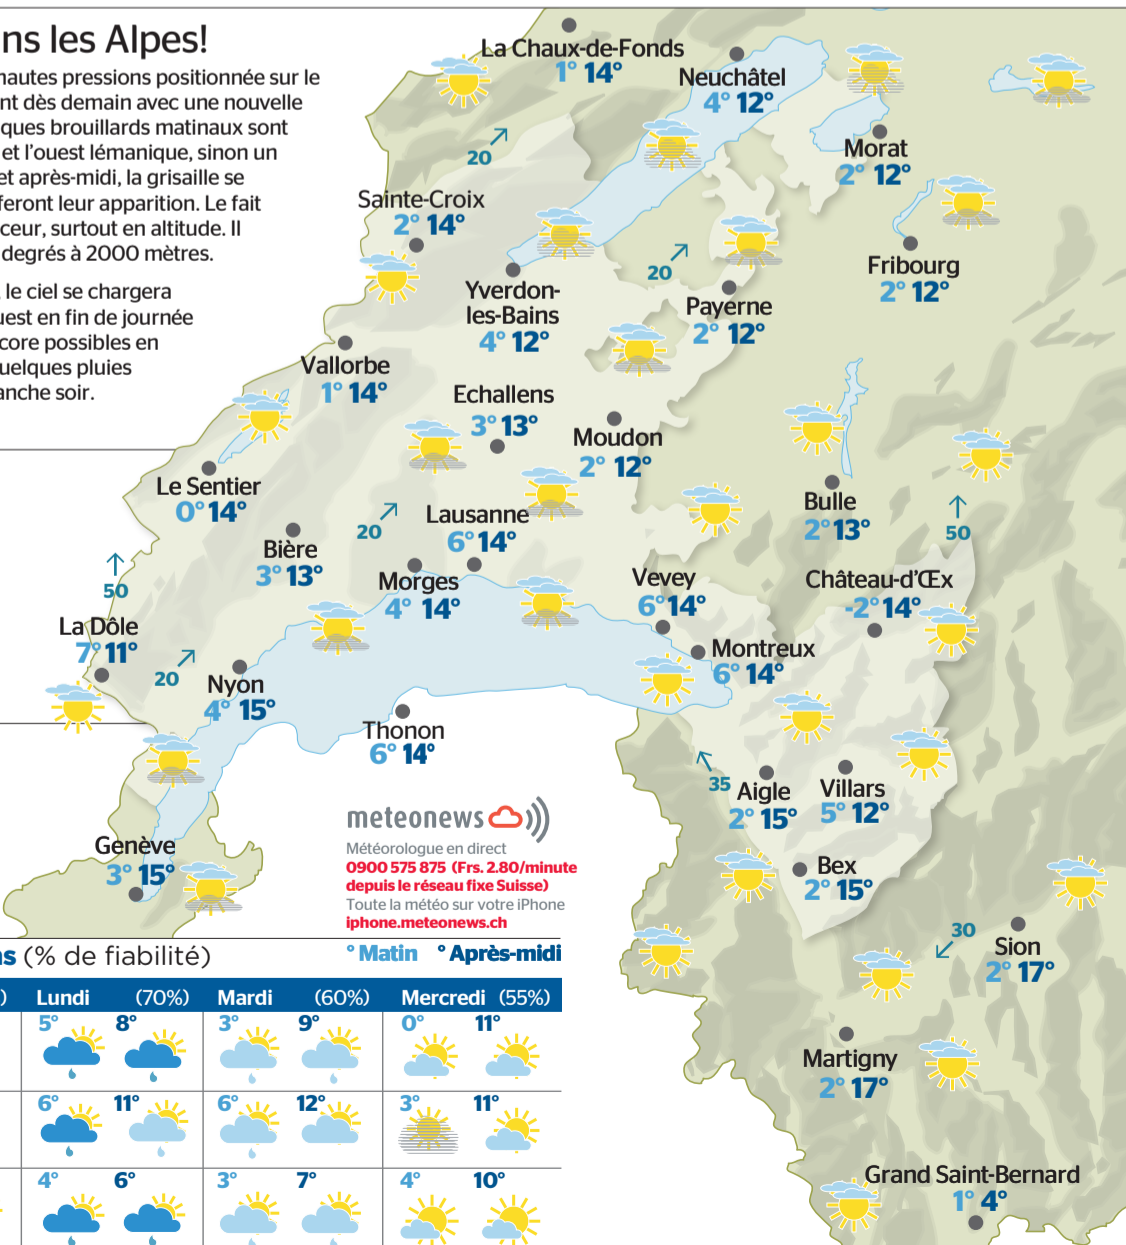 ns les Alpes!
hautes pressions positionnée sur le
nt dès demain avec une nouvelle
ques brouillards matinaux sont
et l'ouest lémanique, sinon un
et après-midi, la grisaille se
feront leur apparition. Le fait
ceur, surtout en altitude. Il
degrés à 2000 mètres.
, le ciel se chargera
uest en fin de journée
core possibles en
uelques pluies
anche soir.
La Chaux-de-Fonds
1° 14°
Neuchâtel
4° 12°
20
Morat
2° 12°
Sainte-Croix
2° 14°
20
Fribourg
2° 12°
Yverdon-
les-Bains
4° 12°
Payerne
2° 12°
Vallorbe
1° 14°
Echallens
3° 13°
Moudon
2° 12°
Le Sentier
0° 14°
Bulle
2° 13°
20
Lausanne
6° 14°
50
Bière
3° 13°
Morges
4° 14°
Vevey
6° 14°
Château-d'Œx
-2° 14°
50
La Dôle
7° 11°
Montreux
6° 14°
20
Nyon
4° 15°
Thonon
6° 14°
35
Aigle
2° 15°
Villars
5° 12°
Genève
3° 15°
Bex
2° 15°
meteonews
Météorologue en direct
0900 575 875 (Frs. 2.80/minute
depuis le réseau fixe Suisse)
Toute la météo sur votre iPhone
iphone.meteonews.ch
30
Sion
2° 17°
Martigny
2° 17°
Grand Saint-Bernard
1° 4°
s (% de fiabilité)
° Matin ° Après-midi
) Lundi (70%) Mardi (60%) Mercredi (55%)
5° 8° 3° 9° 0° 11°
6° 11° 6° 12° 3° 11°
4° 6° 3° 7° 4° 10°